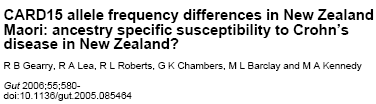 CARD15 allele frequency differences in New Zealand
Maori: ancestry specific susceptibility to Crohn's
disease in New Zealand?
R B Gearry, R A Lea, R L Roberts, G K Chambers, M L Barclay and M A Kennedy
Gut 2006;55;580-
doi:10.1136/gut.2005.085464